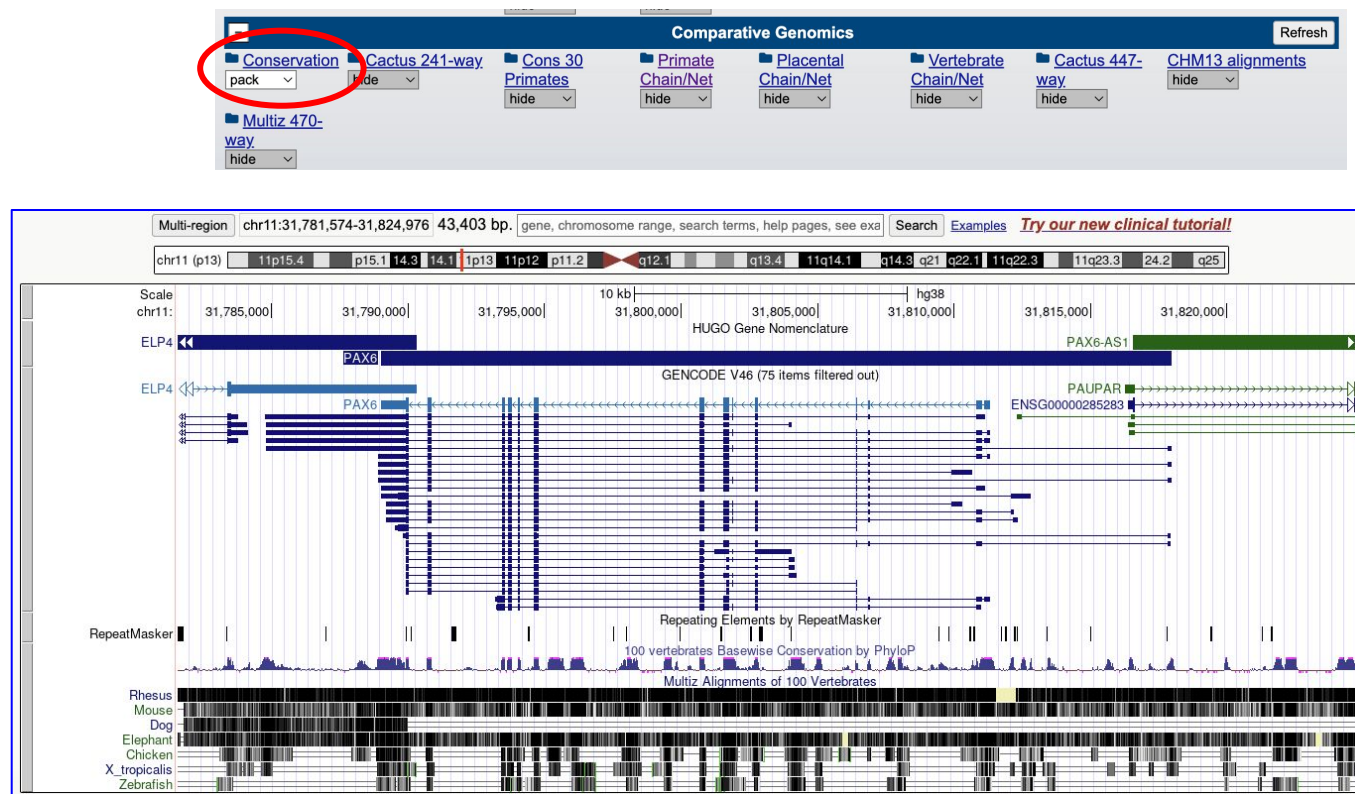 Comparative Genomics Refresh
Conservation Cactus 241-way Cons 30 Primates Primate Chain/Net Placental Chain/Net Vertebrate Chain/Net Cactus 447-way CHM13 alignments
pack hide hide hide hide hide hide hide
Multiz 470-
way
hide
Multi-region chr11:31,781,574-31,824,976 43,403 bp. gene, chromosome range, search terms, help pages, see exa Search Examples Try our new clinical tutorial!
chr11 (p13) 11p15.4 p15.1 14.3 14.1 1p13 11p12 p11.2 q12.1 q13.4 11q14.1 q14.3 q21 q22.1 11q22.3 11q23.3 24.2 q25
Scale 10 kb hg38
chr11: 31,785,000 31,790,000 31,795,000 31,800,000 31,805,000 31,810,000 31,815,000 31,820,000
HUGO Gene Nomenclature
ELP4 PAX6-AS1
PAX6
GENCODE V46 (75 items filtered out)
ELP4 PAUPAR
PAX6 ENSG00000285283
Repeating Elements by RepeatMasker
RepeatMasker
100 vertebrates Basewise Conservation by PhyloP
Multiz Alignments of 100 Vertebrates
Rhesus
Mouse
Dog
Elephant
Chicken
X_tropicalis
Zebrafish